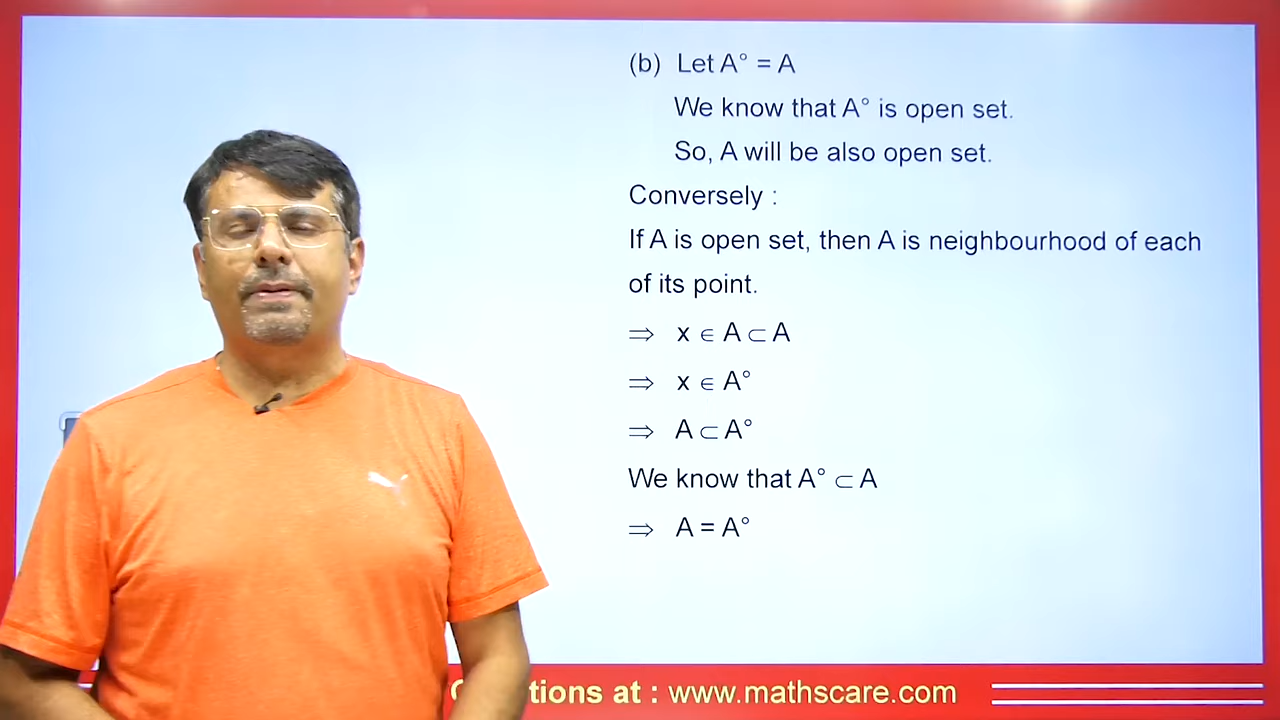 (b) Let A° = A
We know that A° is open set.
So, A will be also open set.
Conversely :
If A is open set, then A is neighbourhood of each
of its point.
⇒ x ∈ A ⊂ A
⇒ x ∈ A°
⇒ A ⊂ A°
We know that A° ⊂ A
⇒ A = A°
tions at : www.mathscare.com